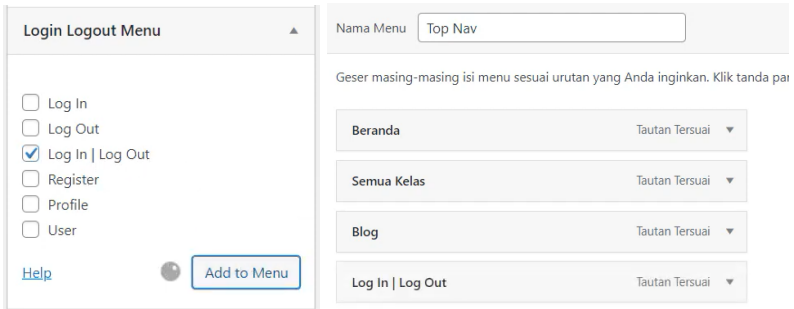 Login Logout Menu
Log In
Log Out
Log In | Log Out
Register
Profile
User
Help
Add to Menu
Nama Menu
Top Nav
Geser masing-masing isi menu sesuai urutan yang Anda inginkan. Klik tanda
Beranda
Tautan Tersuai
Semua Kelas
Tautan Tersuai
Blog
Tautan Tersuai
Log In | Log Out
Tautan Tersuai